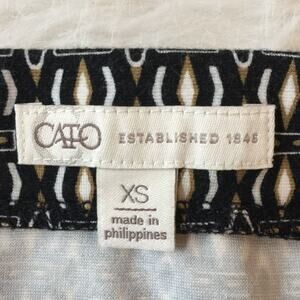 CATO
ESTABLISHED 1946
XS
made in
philippines